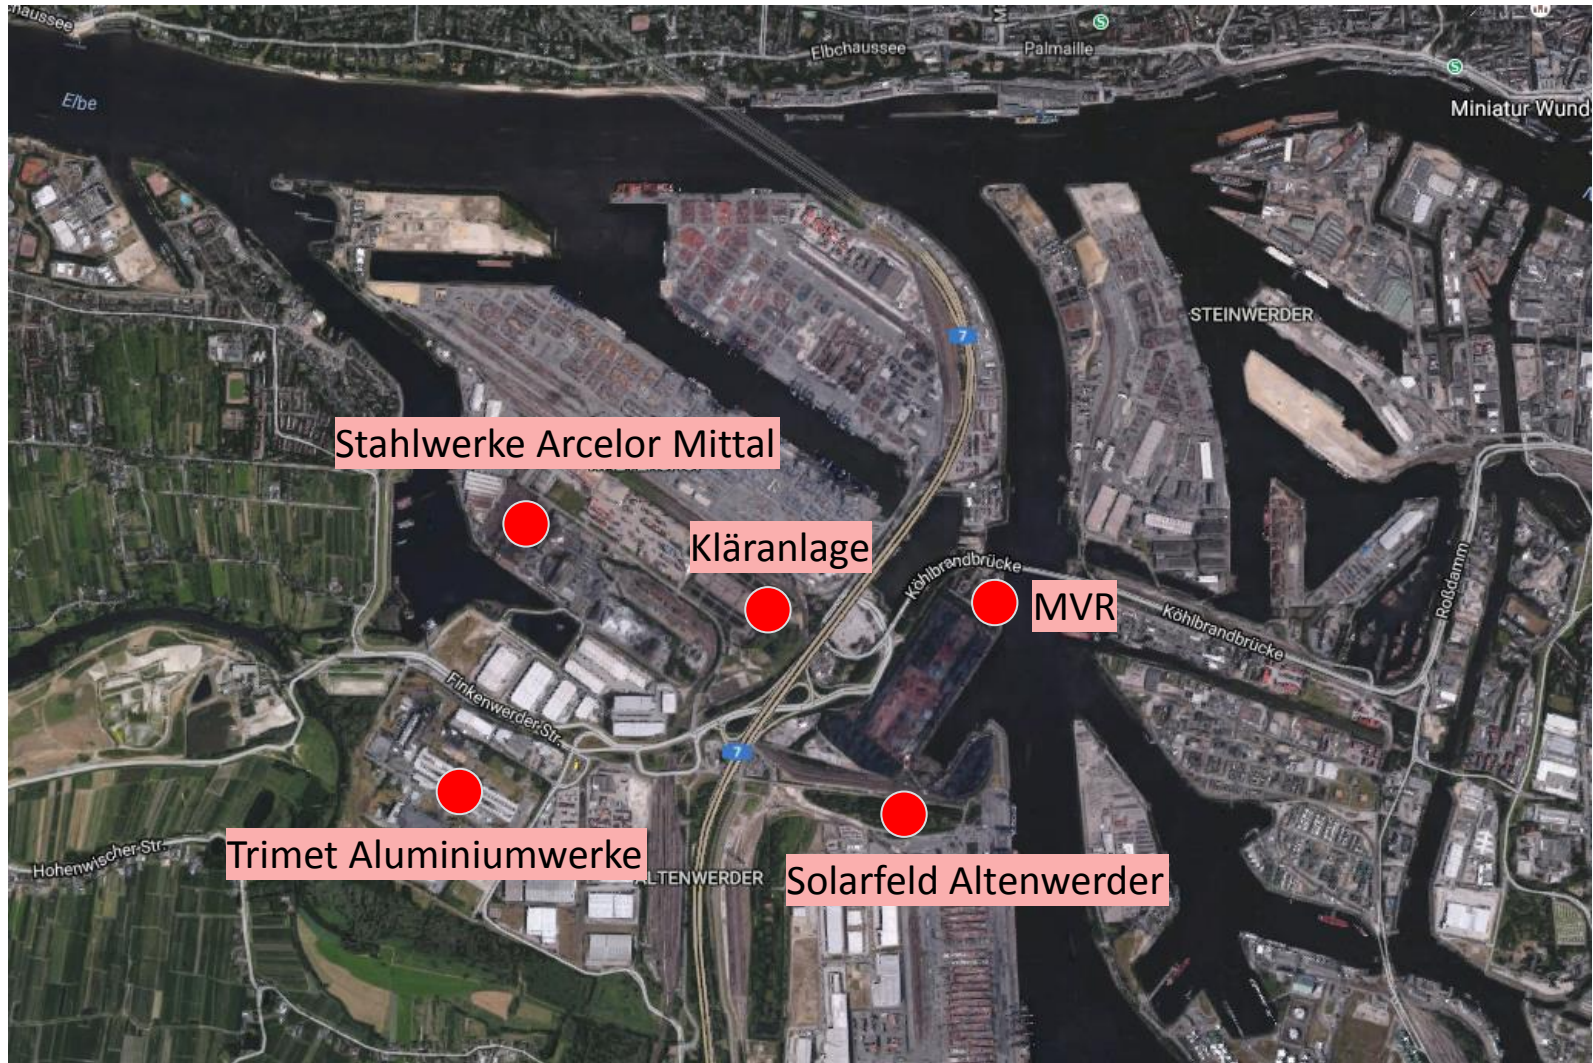 chaussee
Elbchaussee
Palmaille
S
S
Elbe
Miniatur Wund
7
STEINWERDER
Stahlwerke Arcelor Mittal
Kläranlage
Köhlbrandbrücke
MVR
Köhlbrandbrücke
Roßdamm
Finkenwerder Str.
7
Trimet Aluminiumwerke
Hohenwischer Str.
ALTENWERDER
Solarfeld Altenwerder